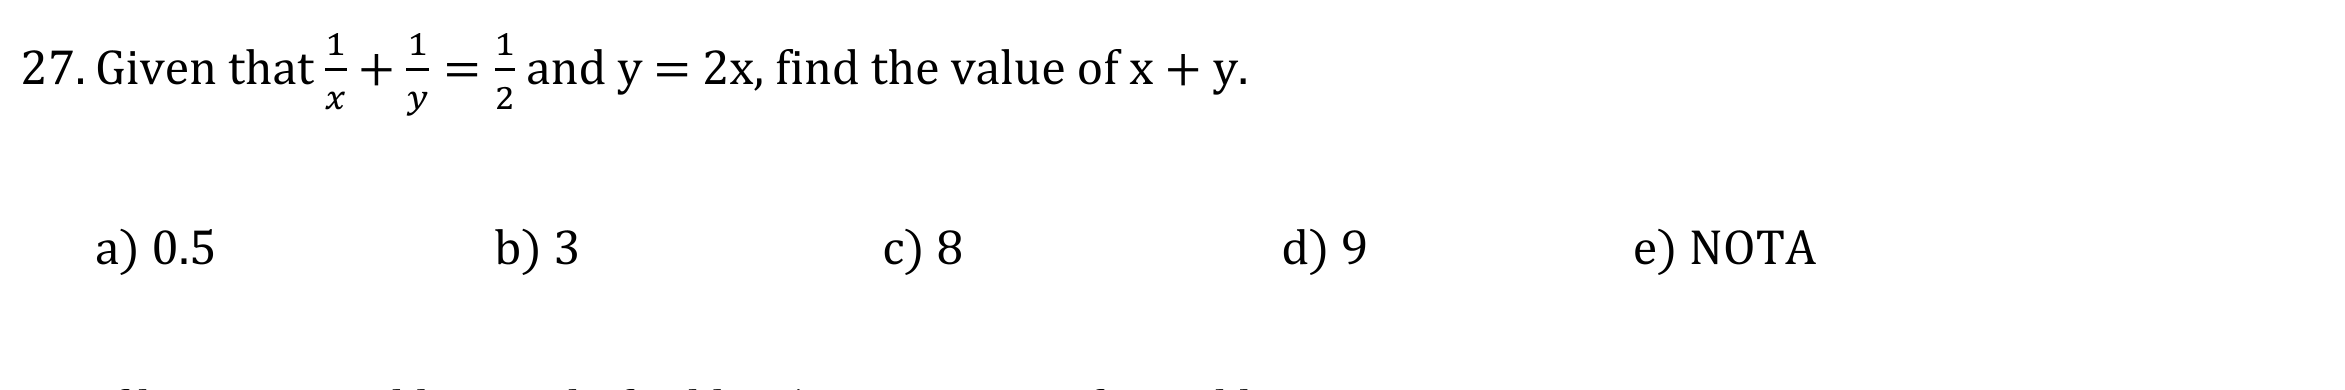 27. Given that 1/x + 1/y = 1/2 and y = 2x, find the value of x + y.
a) 0.5 b) 3 c) 8 d) 9 e) NOTA